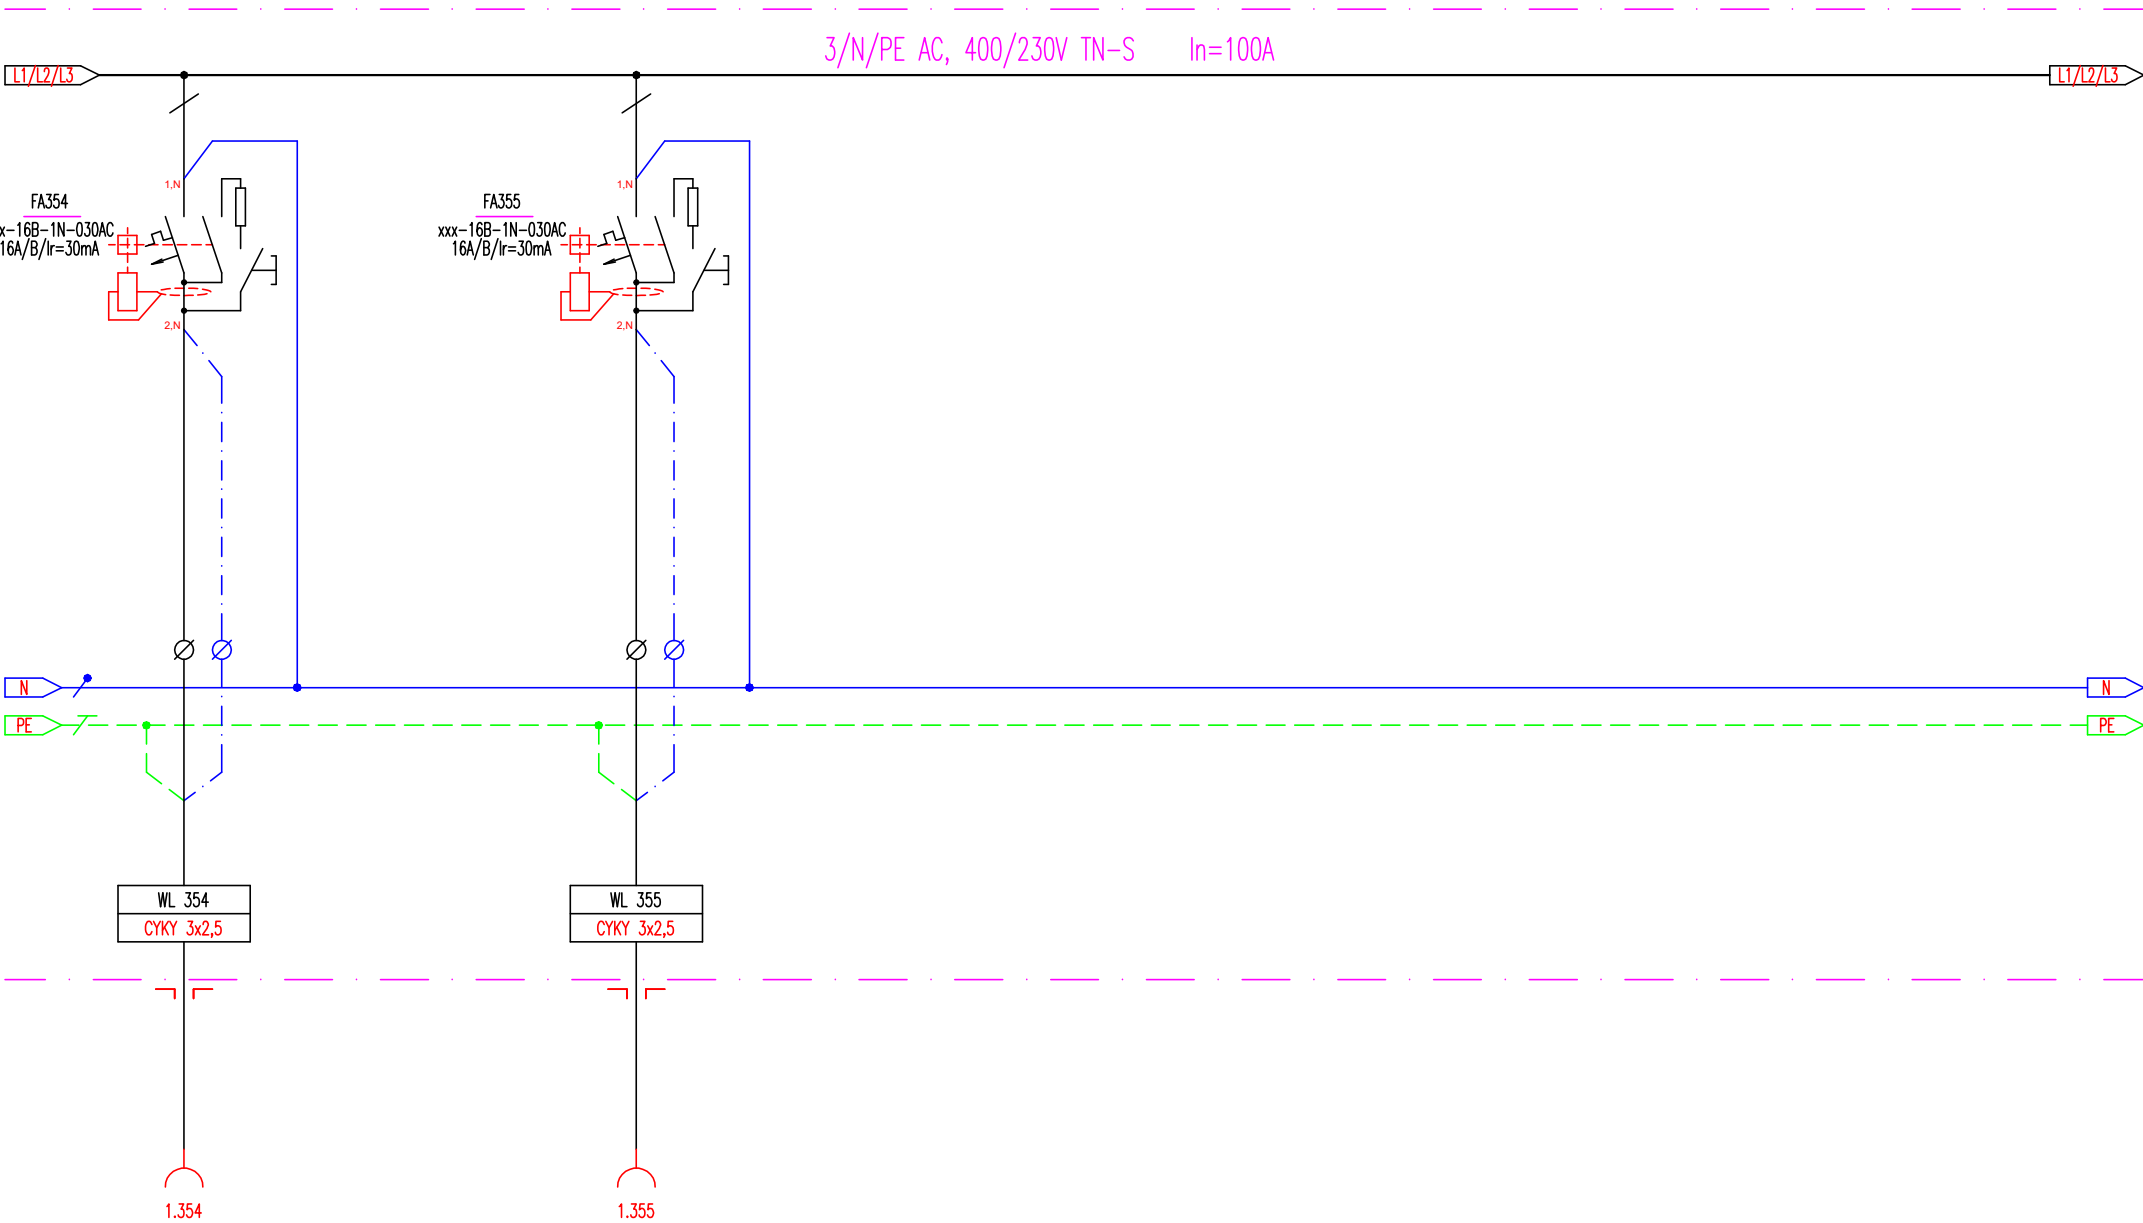 3/N/PE AC, 400/230V TN-S In=100A
L1/L2/L3
L1/L2/L3
1,N
1,N
FA354
x-16B-1N-030AC
16A/B/Ir=30mA
FA355
xxx-16B-1N-030AC
16A/B/Ir=30mA
2,N
2,N
N
N
PE
PE
WL 354
CYKY 3x2,5
WL 355
CYKY 3x2,5
1.354
1.355